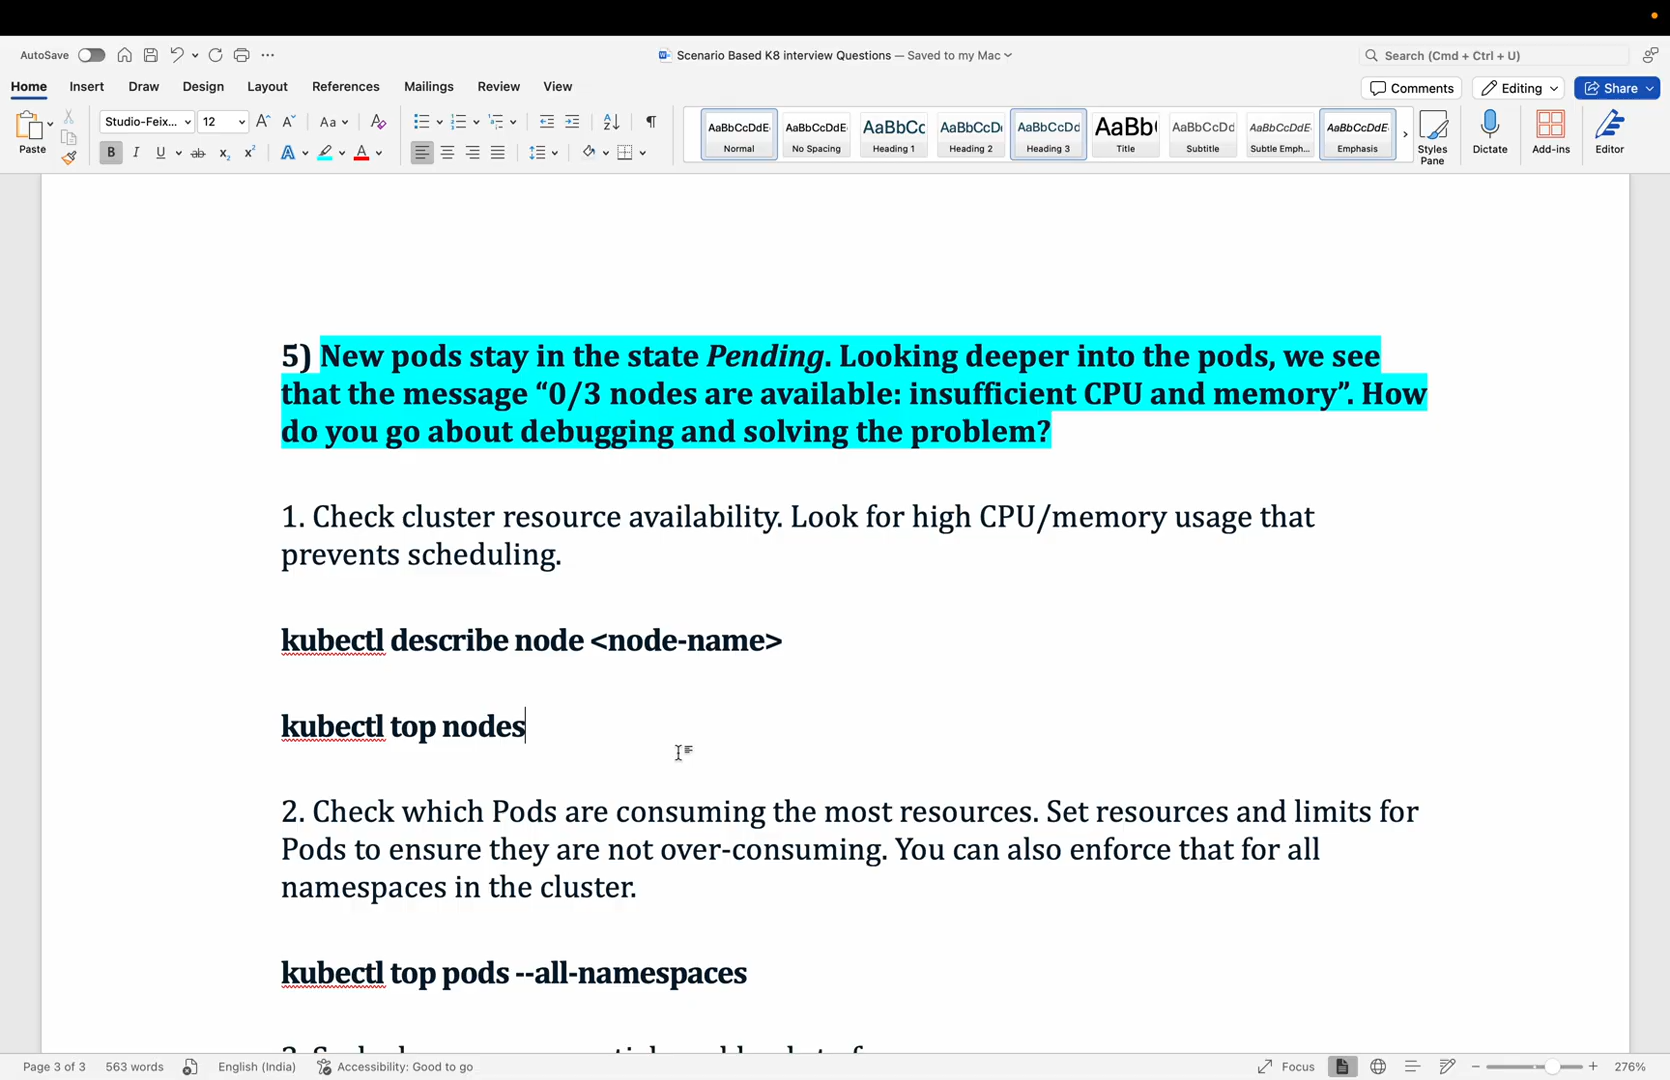 AutoSave
Scenario Based K8 interview Questions — Saved to my Mac
Search (Cmd + Ctrl + U)
Home Insert Draw Design Layout References Mailings Review View
Comments Editing Share
Paste
Studio-Feix... 12
Aa
AaBbCcDdE Normal
AaBbCcDdE No Spacing
AaBbCc Heading 1
AaBbCcD Heading 2
AaBbCcDd Heading 3
AaBb Title
AaBbCcDd Subtitle
AaBbCcDdE Subtle Emph...
AaBbCcDdE Emphasis
Styles Pane
Dictate
Add-ins
Editor
5) New pods stay in the state Pending. Looking deeper into the pods, we see
that the message “0/3 nodes are available: insufficient CPU and memory”. How
do you go about debugging and solving the problem?
1. Check cluster resource availability. Look for high CPU/memory usage that
prevents scheduling.
kubectl describe node <node-name>
kubectl top nodes
2. Check which Pods are consuming the most resources. Set resources and limits for
Pods to ensure they are not over-consuming. You can also enforce that for all
namespaces in the cluster.
kubectl top pods --all-namespaces
Page 3 of 3 563 words English (India) Accessibility: Good to go Focus 276%